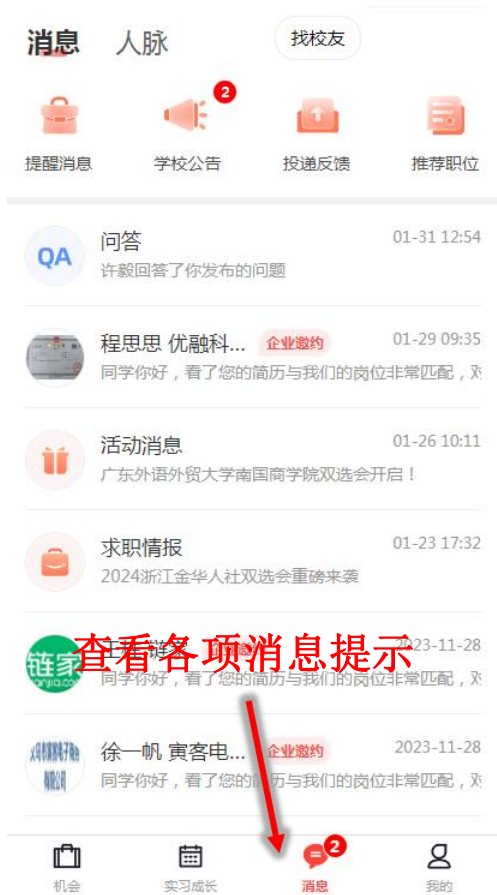 消息 人脉 找校友
2
提醒消息 学校公告 投递反馈 推荐职位
QA 问答 01-31 12:54
许毅回答了你发布的问题
程思思 优融科... 企业邀约 01-29 09:35
同学你好，看了您的简历与我们的岗位非常匹配，对
活动消息 01-26 10:11
广东外语外贸大学南国商学院双选会开启！
求职情报 01-23 17:32
2024浙江金华人社双选会重磅来袭
查看各项消息提示
链家 2023-11-28
同学你好，看了您的简历与我们的岗位非常匹配，对
徐一帆 寅客电... 企业邀约 2023-11-28
同学你好，看了您的简历与我们的岗位非常匹配，对
2
机会 实习成长 消息 我的